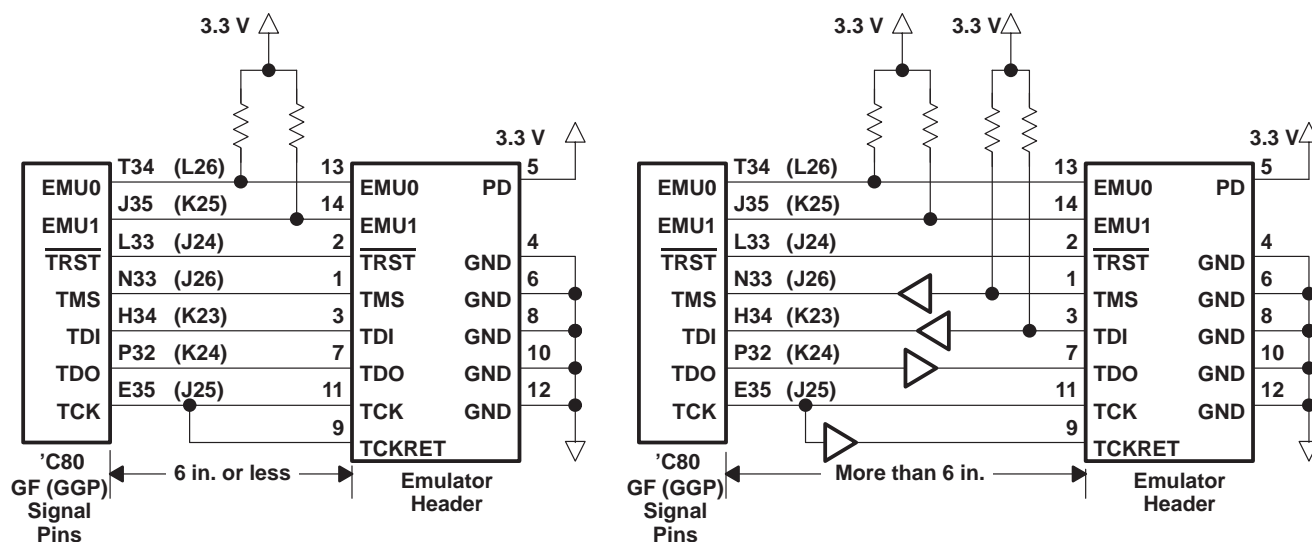 3.3 V
3.3 V
T34 (L26) 13
EMU0 EMU0
J35 (K25) 14
EMU1 EMU1
L33 (J24) 2
TRST TRST
N33 (J26) 1
TMS TMS
H34 (K23) 3
TDI TDI
P32 (K24) 7
TDO TDO
E35 (J25) 11
TCK TCK
9
TCKRET
PD 5
GND 4
GND 6
GND 8
GND 10
GND 12
'C80
GF (GGP)
Signal
Pins
6 in. or less
Emulator
Header
3.3 V 3.3 V
3.3 V
T34 (L26) 13
EMU0 EMU0
J35 (K25) 14
EMU1 EMU1
L33 (J24) 2
TRST TRST
N33 (J26) 1
TMS TMS
H34 (K23) 3
TDI TDI
P32 (K24) 7
TDO TDO
E35 (J25) 11
TCK TCK
9
TCKRET
PD 5
GND 4
GND 6
GND 8
GND 10
GND 12
'C80
GF (GGP)
Signal
Pins
More than 6 in.
Emulator
Header